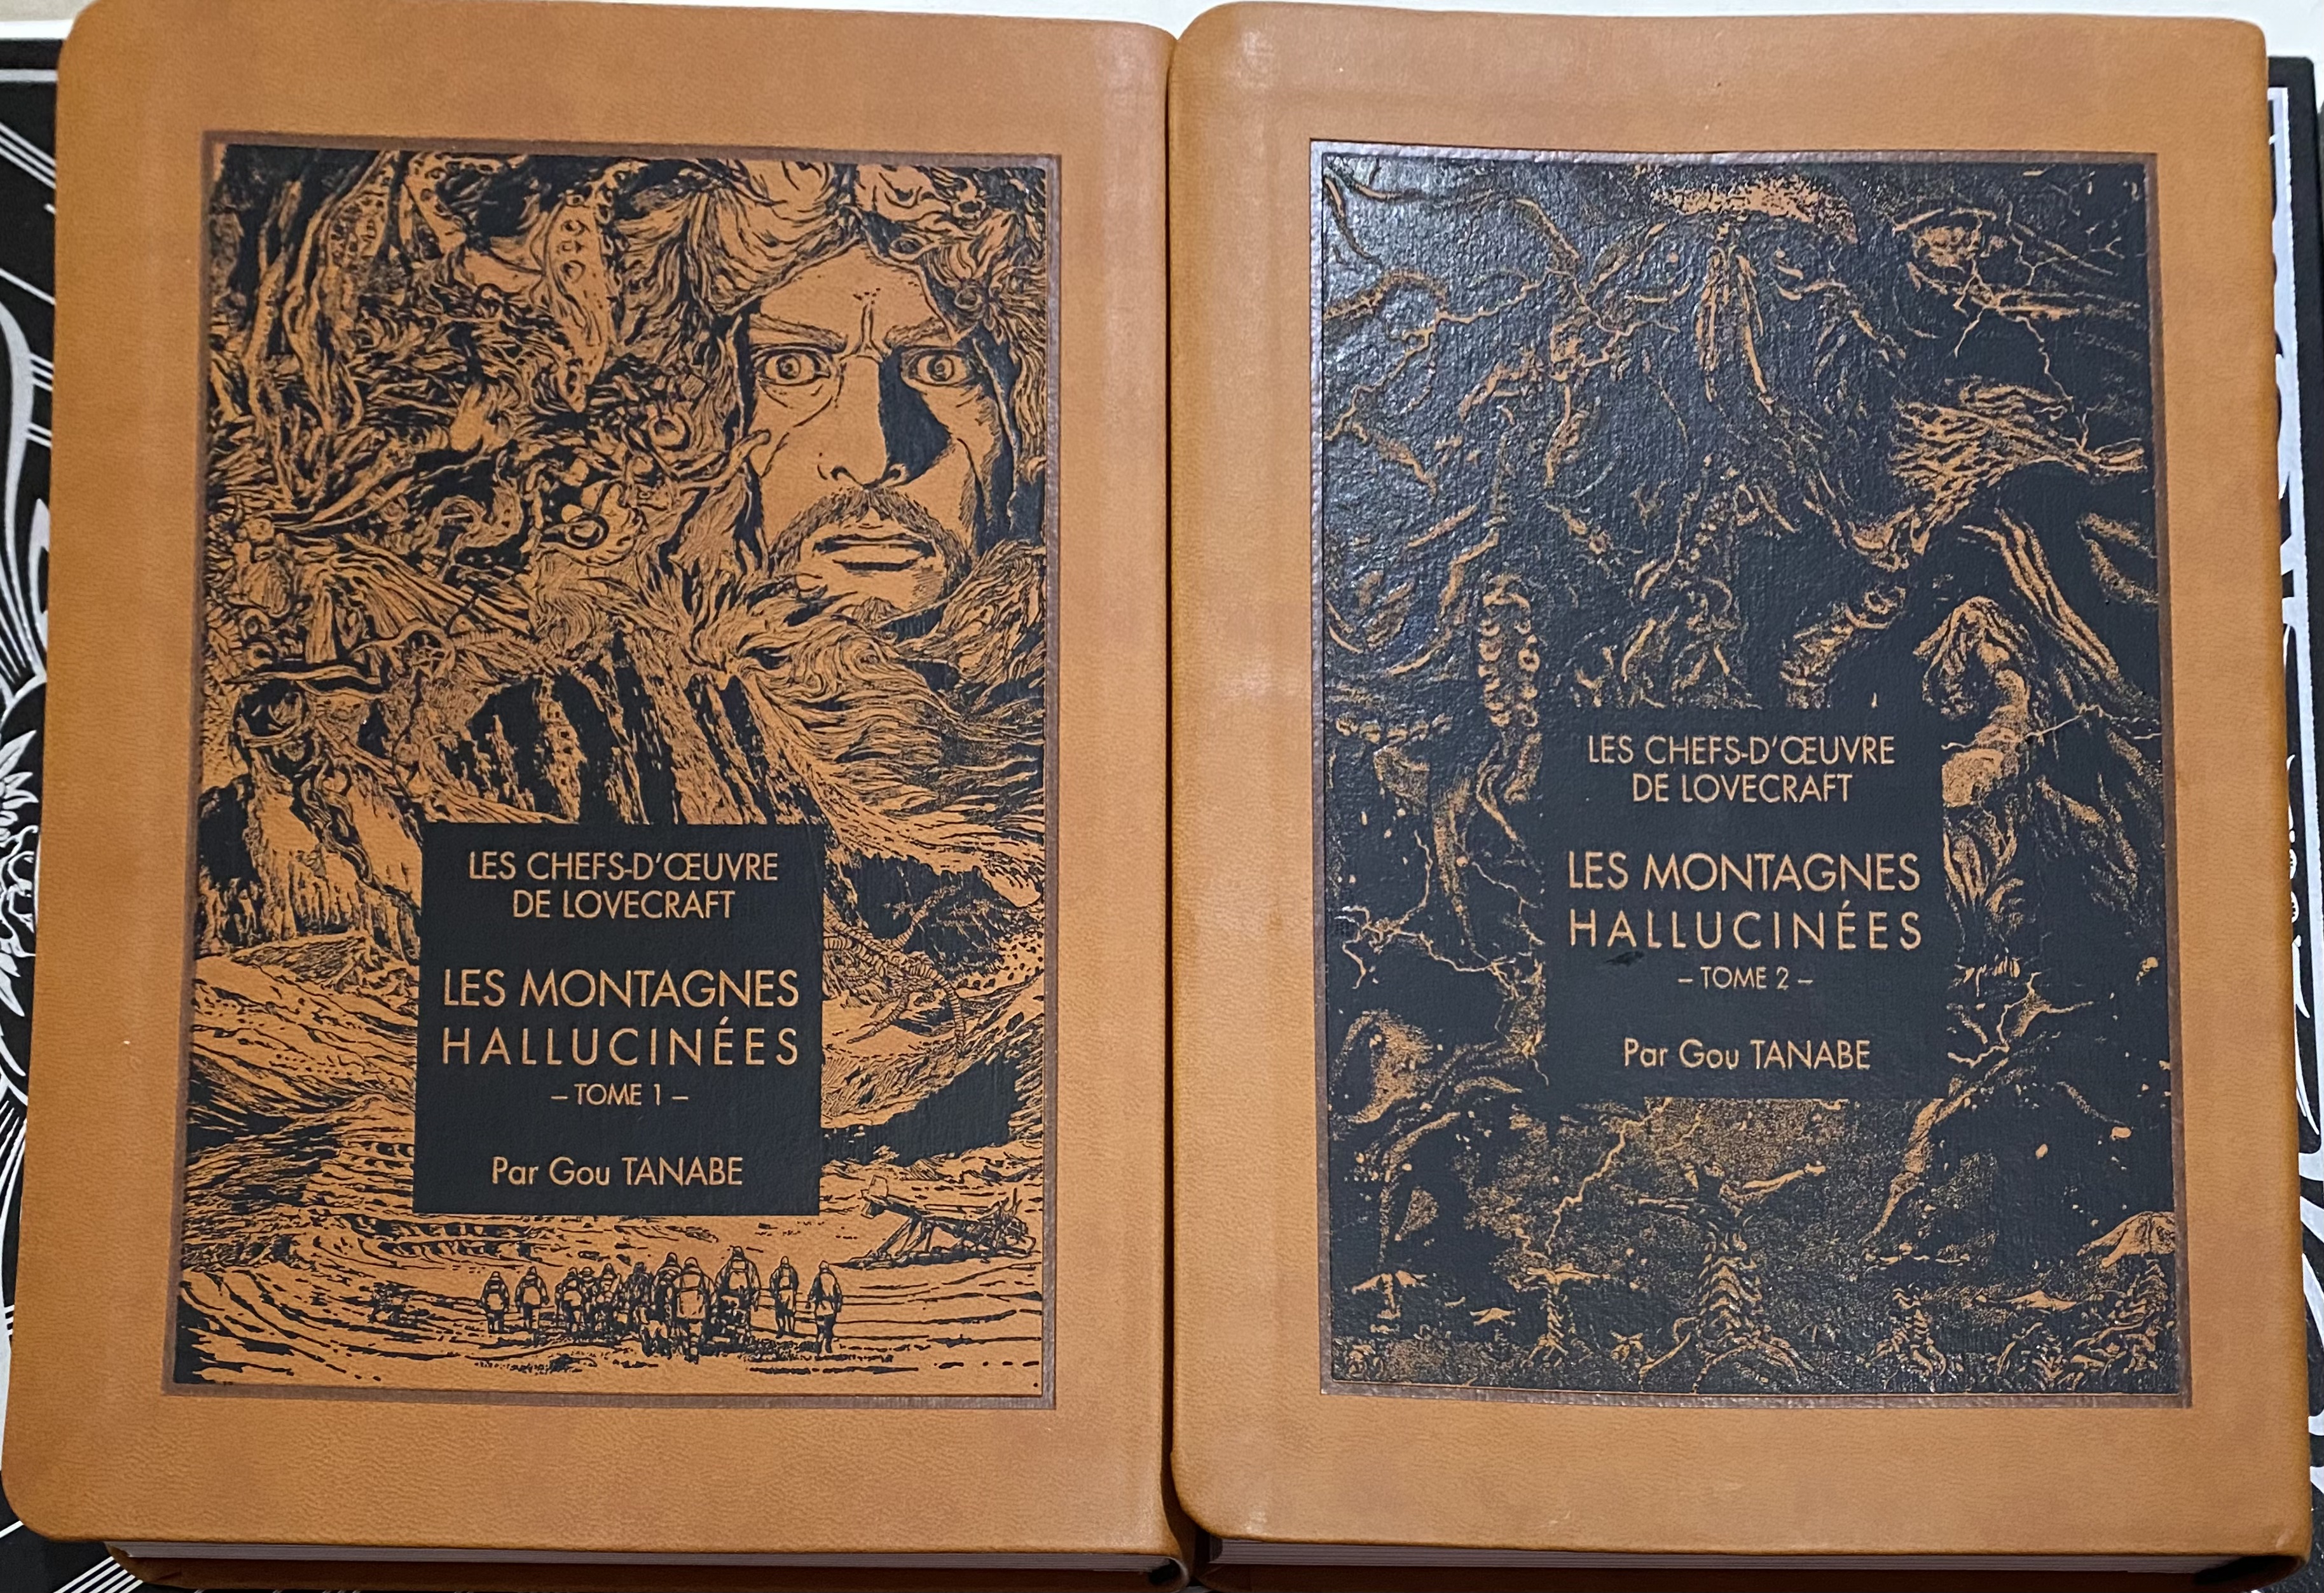 LES CHEFS-D'ŒUVRE
DE LOVECRAFT
LES MONTAGNES
HALLUCINÉES
– TOME 1 –
Par Gou TANABE
LES CHEFS-D'ŒUVRE
DE LOVECRAFT
LES MONTAGNES
HALLUCINÉES
– TOME 2 –
Par Gou TANABE